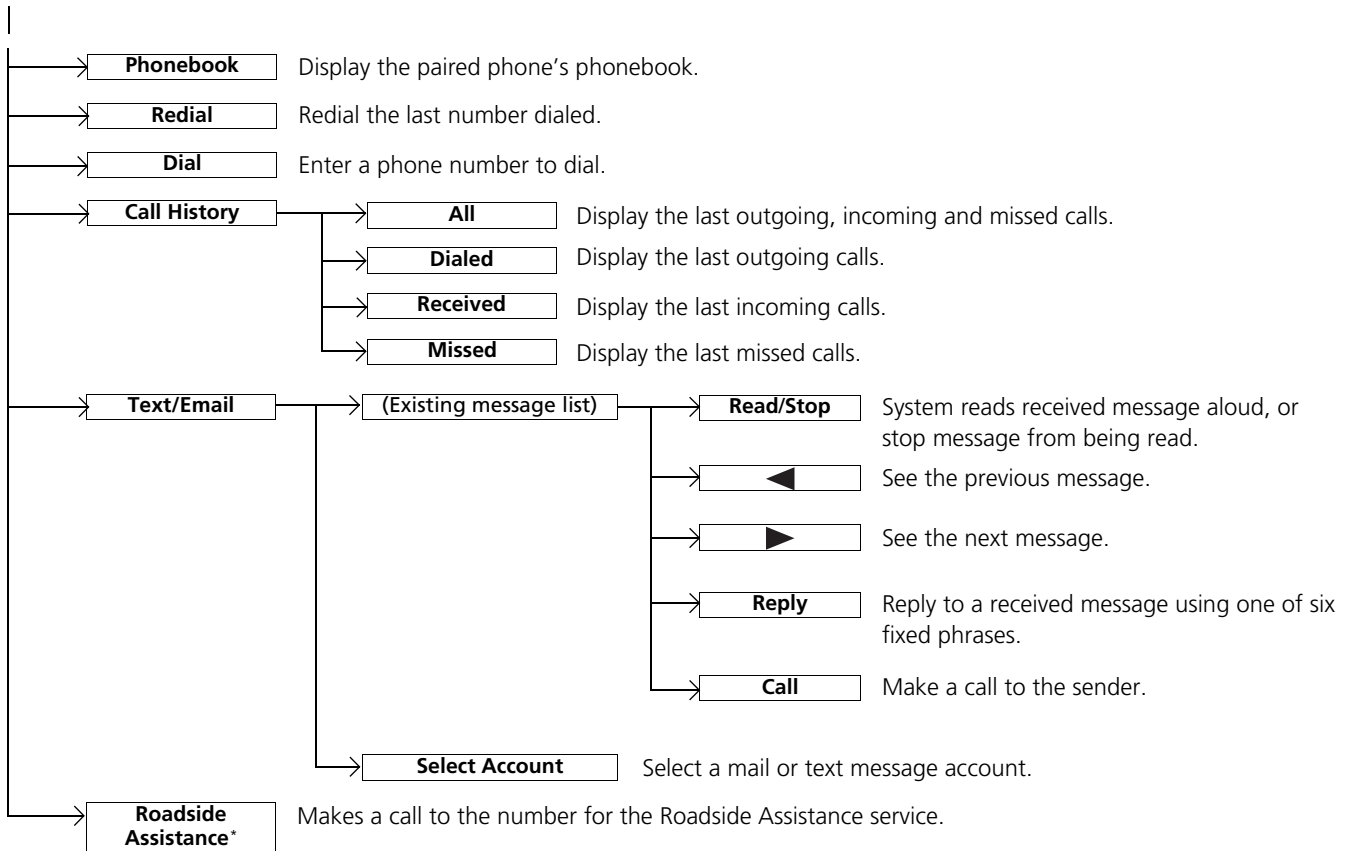 Phonebook Display the paired phone's phonebook.
Redial Redial the last number dialed.
Dial Enter a phone number to dial.
Call History All Display the last outgoing, incoming and missed calls.
Dialed Display the last outgoing calls.
Received Display the last incoming calls.
Missed Display the last missed calls.
Text/Email (Existing message list) Read/Stop System reads received message aloud, or
stop message from being read.
◀ See the previous message.
▶ See the next message.
Reply Reply to a received message using one of six
fixed phrases.
Call Make a call to the sender.
Select Account Select a mail or text message account.
Roadside Makes a call to the number for the Roadside Assistance service.
Assistance*